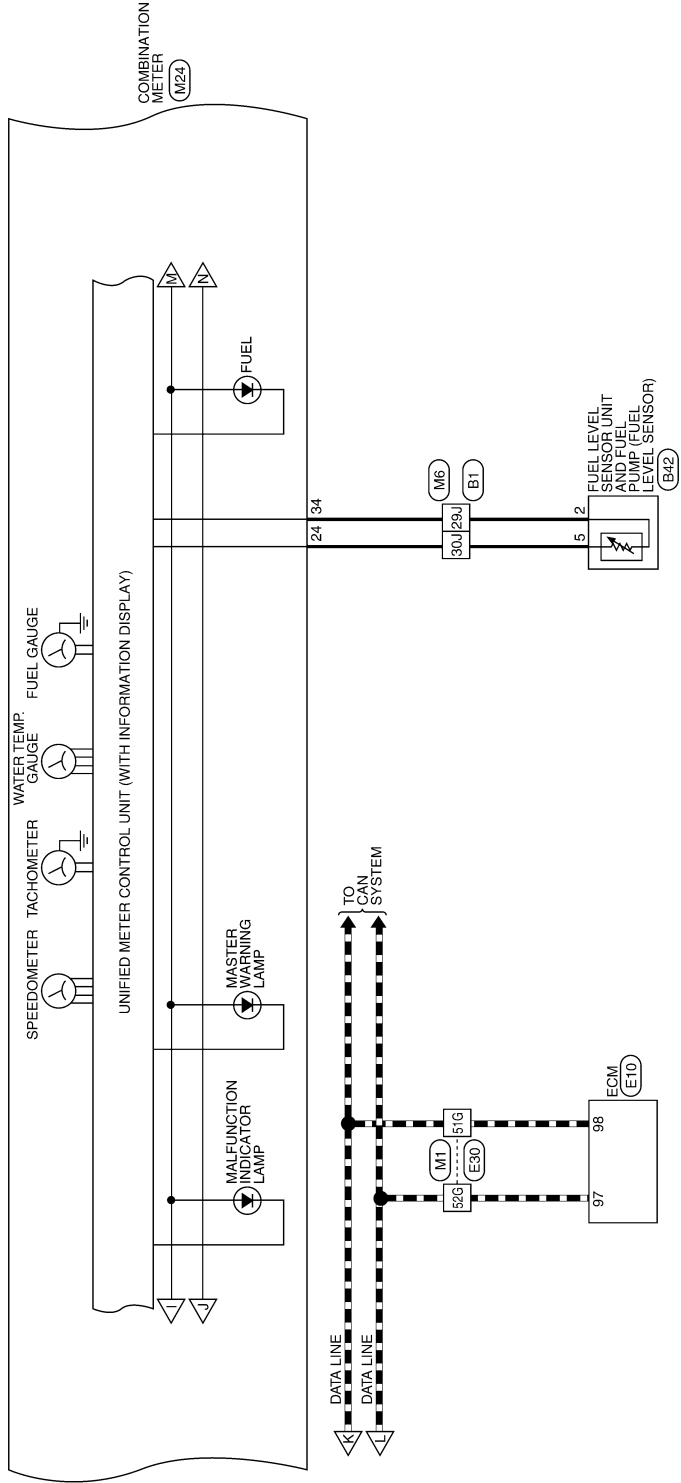 COMBINATION
METER
M24
SPEEDOMETER
TACHOMETER
WATER TEMP.
GAUGE
FUEL GAUGE
UNIFIED METER CONTROL UNIT (WITH INFORMATION DISPLAY)
I
J
M
N
MALFUNCTION
INDICATOR
LAMP
MASTER
WARNING
LAMP
FUEL
24
34
K
L
DATA LINE
DATA LINE
TO
CAN
SYSTEM
52G
51G
M1
E30
30J
29J
M6
B1
97
98
ECM
E10
5
2
FUEL LEVEL
SENSOR UNIT
AND FUEL
PUMP (FUEL
LEVEL SENSOR)
B42